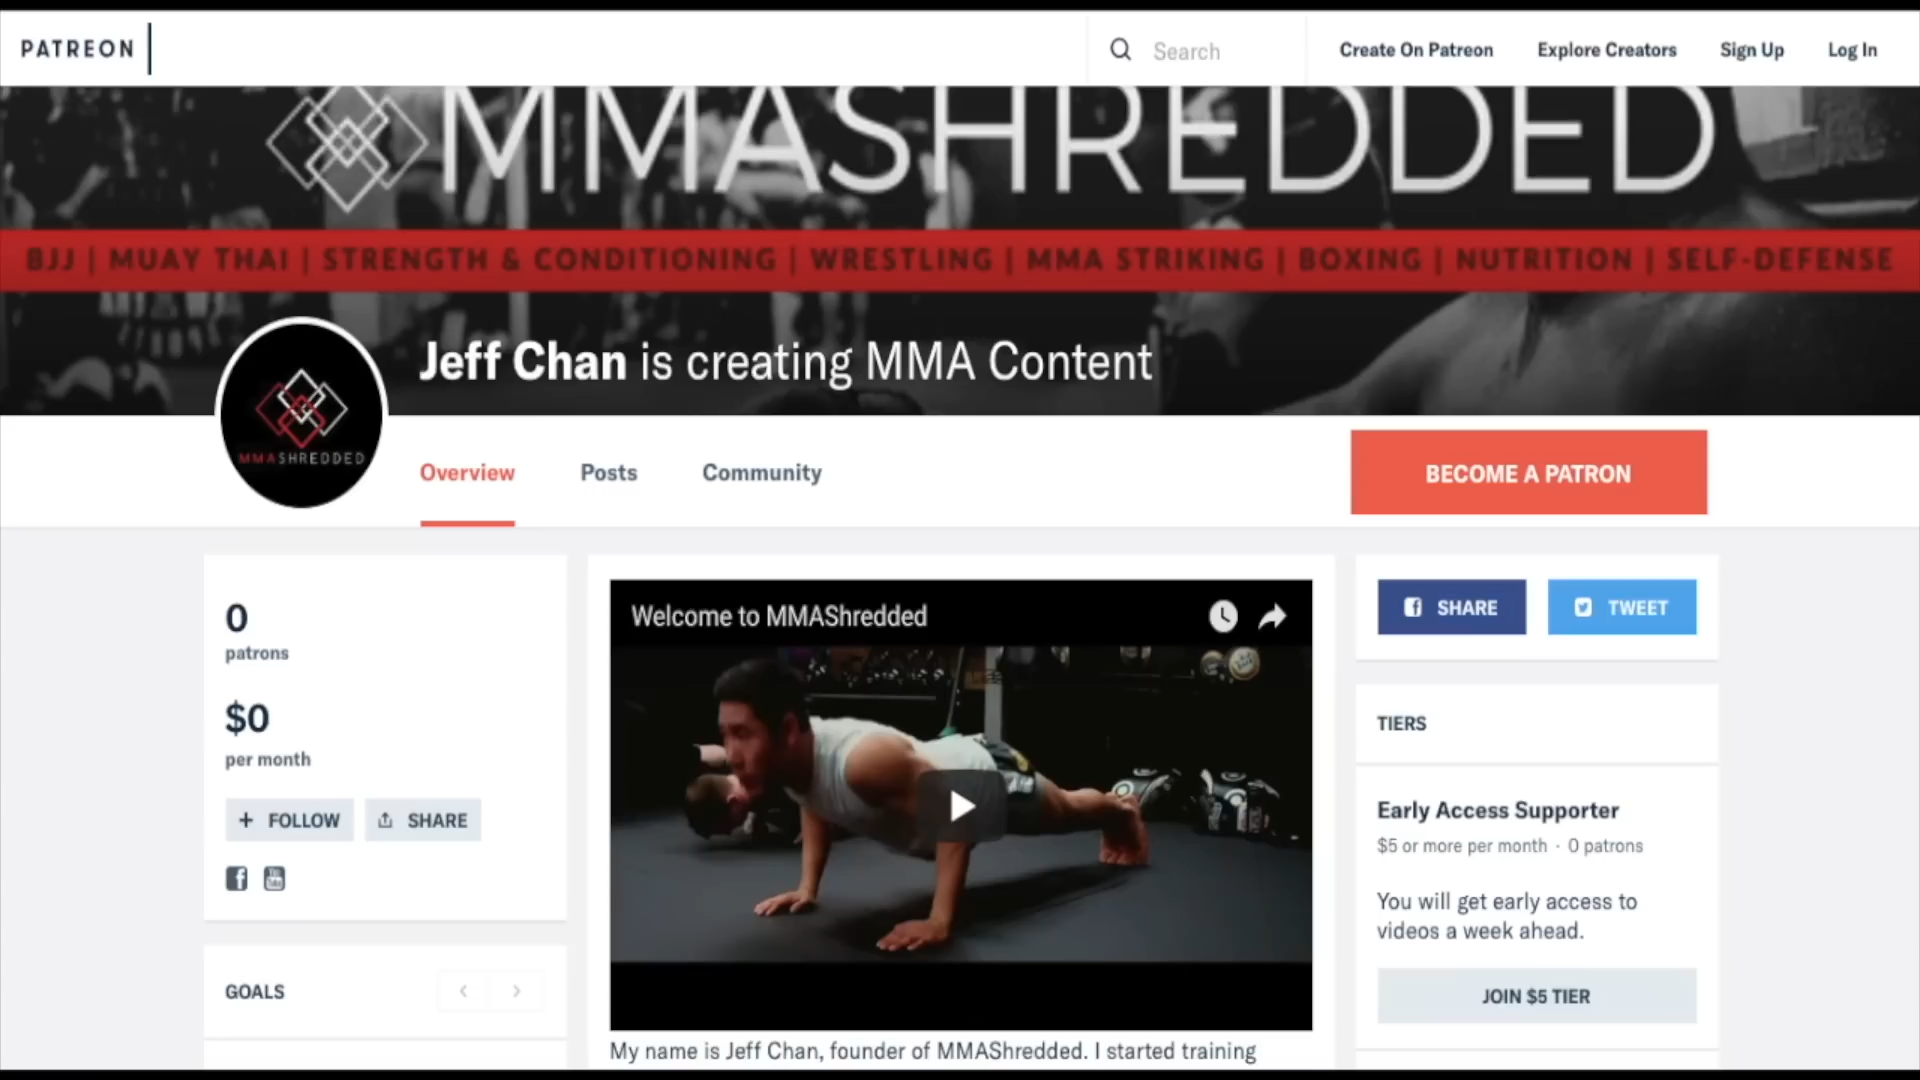 PATREON
Search
Create On Patreon
Explore Creators
Sign Up
Log In
MMASHREDDED
BJJ | MUAY THAI | STRENGTH & CONDITIONING | WRESTLING | MMA STRIKING | BOXING | NUTRITION | SELF-DEFENSE
Jeff Chan is creating MMA Content
MMASHREDDED
Overview
Posts
Community
BECOME A PATRON
0
patrons
$0
per month
+ FOLLOW
SHARE
GOALS
Welcome to MMAShredded
My name is Jeff Chan, founder of MMAShredded. I started training
SHARE
TWEET
TIERS
Early Access Supporter
$5 or more per month · 0 patrons
You will get early access to
videos a week ahead.
JOIN $5 TIER